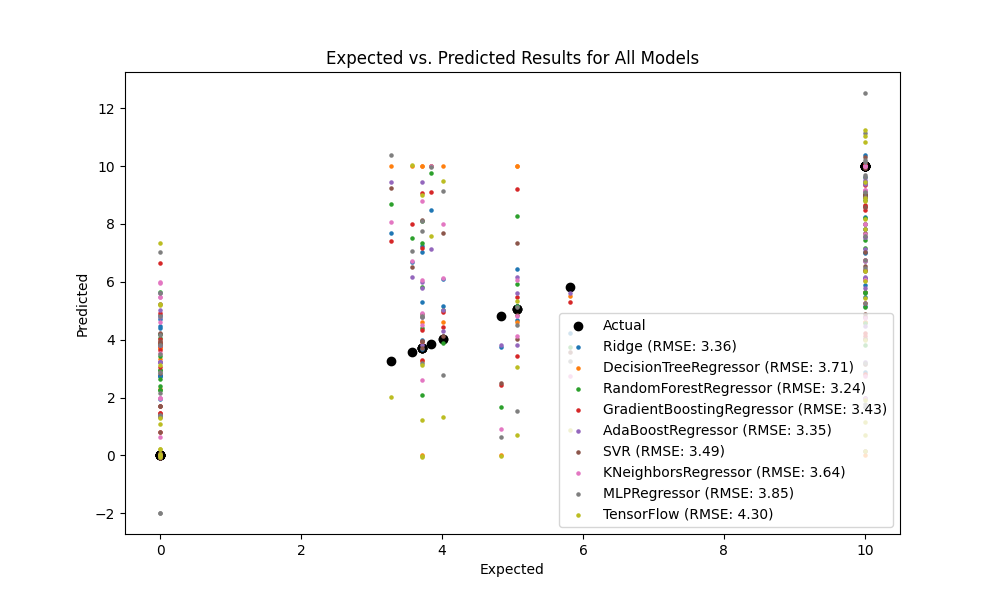 Expected vs. Predicted Results for All Models
12
10
8
6
4
2
0
−2
Predicted
Actual
Ridge (RMSE: 3.36)
DecisionTreeRegressor (RMSE: 3.71)
RandomForestRegressor (RMSE: 3.24)
GradientBoostingRegressor (RMSE: 3.43)
AdaBoostRegressor (RMSE: 3.35)
SVR (RMSE: 3.49)
KNeighborsRegressor (RMSE: 3.64)
MLPRegressor (RMSE: 3.85)
TensorFlow (RMSE: 4.30)
0 2 4 6 8 10
Expected